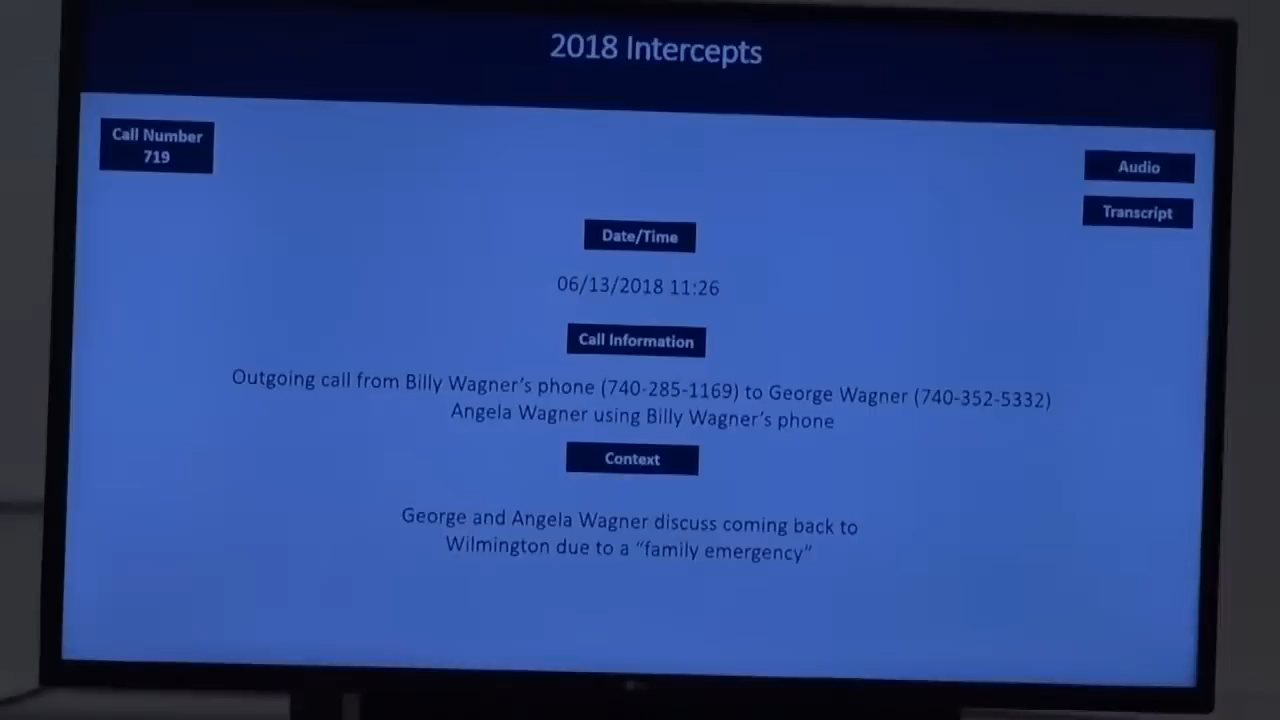 2018 Intercepts
Call Number
719
Audio
Transcript
Date/Time
06/13/2018 11:26
Call Information
Outgoing call from Billy Wagner's phone (740-285-1169) to George Wagner (740-352-5332)
Angela Wagner using Billy Wagner's phone
Context
George and Angela Wagner discuss coming back to
Wilmington due to a "family emergency"